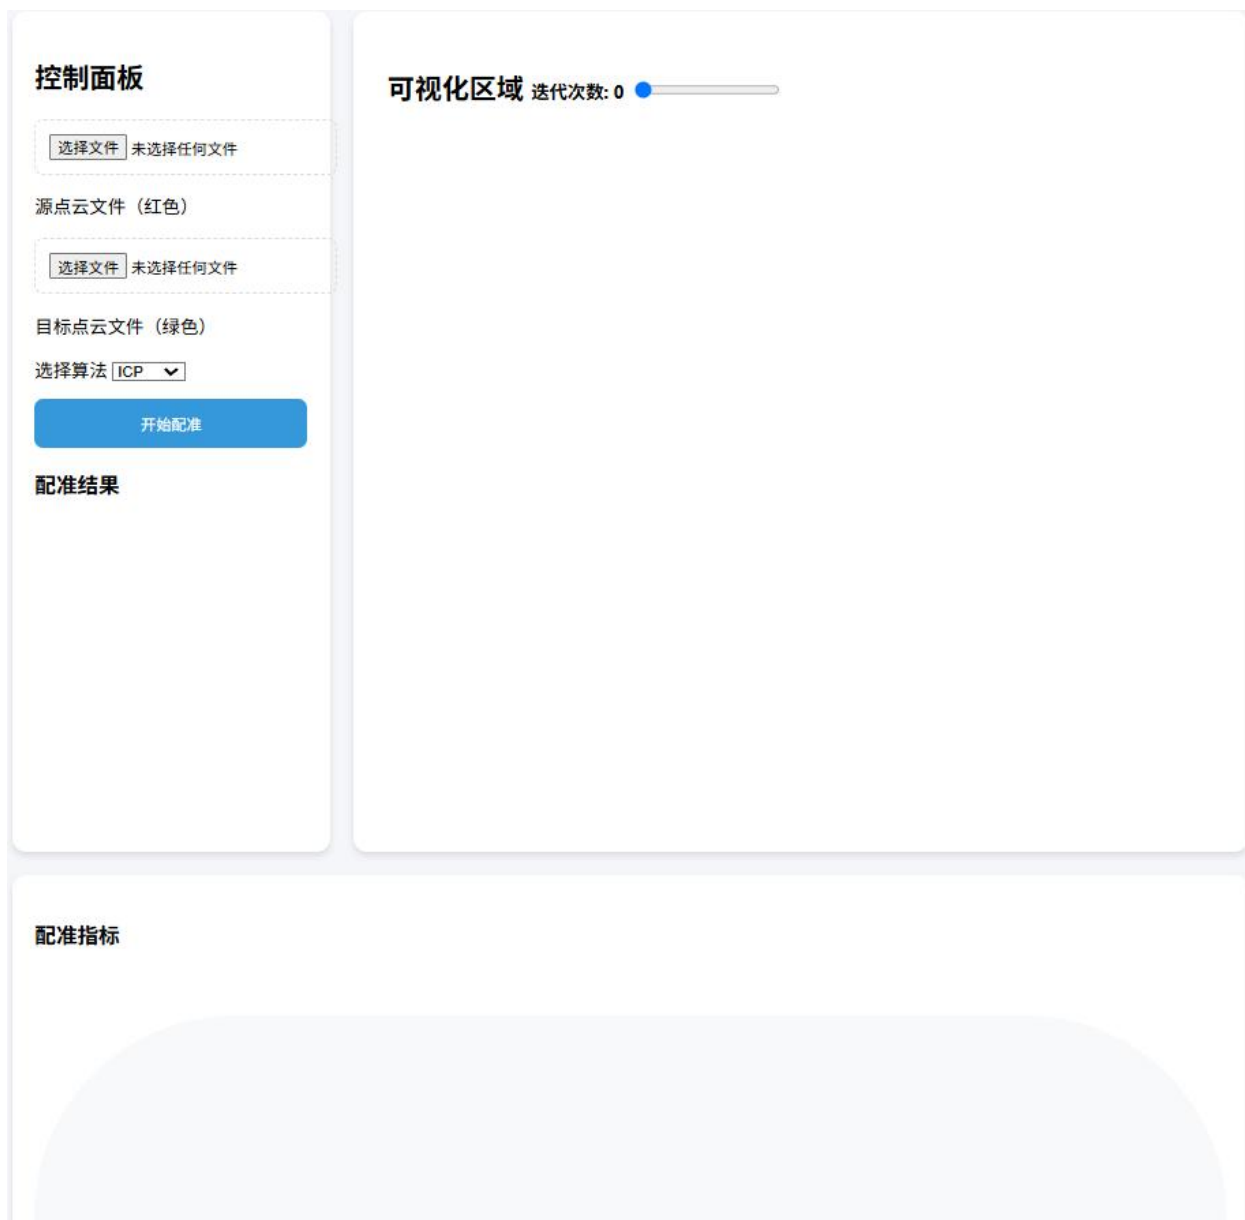 控制面板
选择文件 未选择任何文件
源点云文件（红色）
选择文件 未选择任何文件
目标点云文件（绿色）
选择算法 ICP
开始配准
配准结果
可视化区域 迭代次数: 0
配准指标